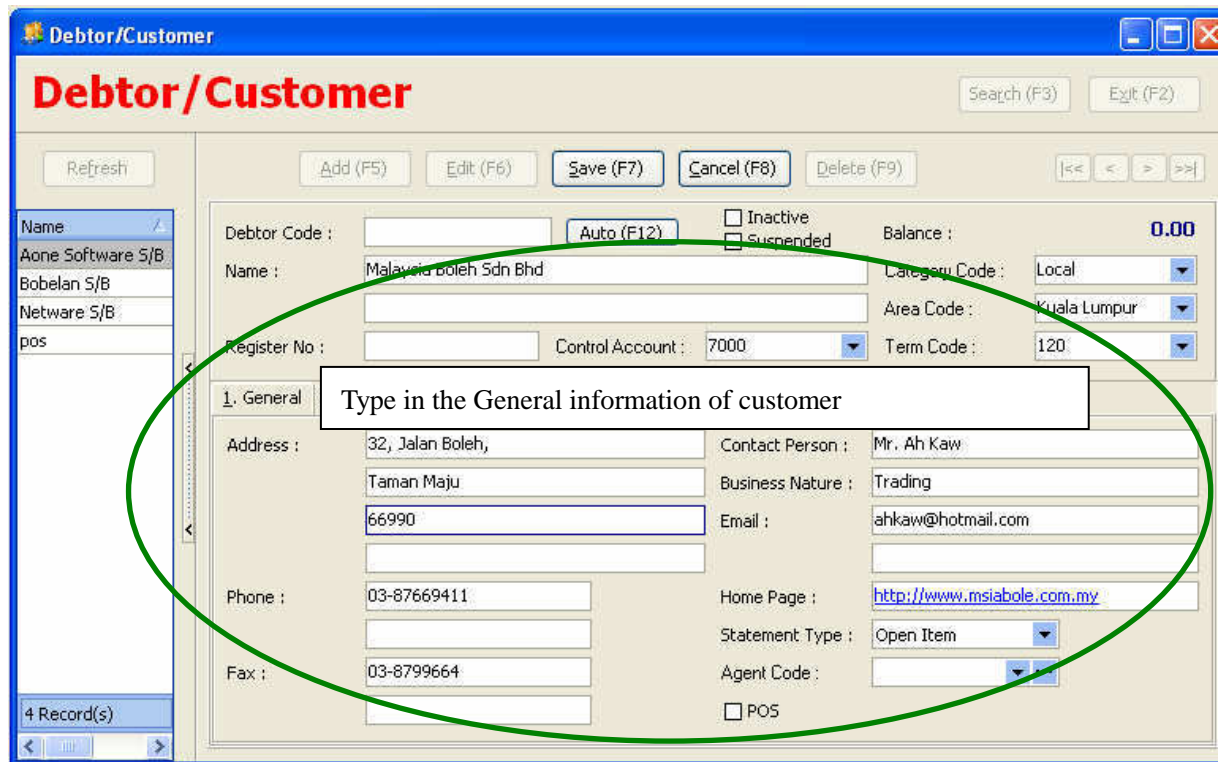 Debtor/Customer
Debtor/Customer
Search (F3) Exit (F2)
Refresh Add (F5) Edit (F6) Save (F7) Cancel (F8) Delete (F9) |<< < > >>|
Name
Aone Software S/B
Bobelan S/B
Netware S/B
pos
4 Record(s)
Debtor Code : Auto (F12) Inactive
Suspended Balance : 0.00
Name : Malaysia Boleh Sdn Bhd Category Code : Local
Area Code : Kuala Lumpur
Register No : Control Account : 7000 Term Code : 120
1. General
Type in the General information of customer
Address : 32, Jalan Boleh, Contact Person : Mr. Ah Kaw
Taman Maju Business Nature : Trading
66990 Email : ahkaw@hotmail.com
Phone : 03-87669411 Home Page : http://www.msiabole.com.my
Statement Type : Open Item
Fax : 03-8799664 Agent Code :
POS